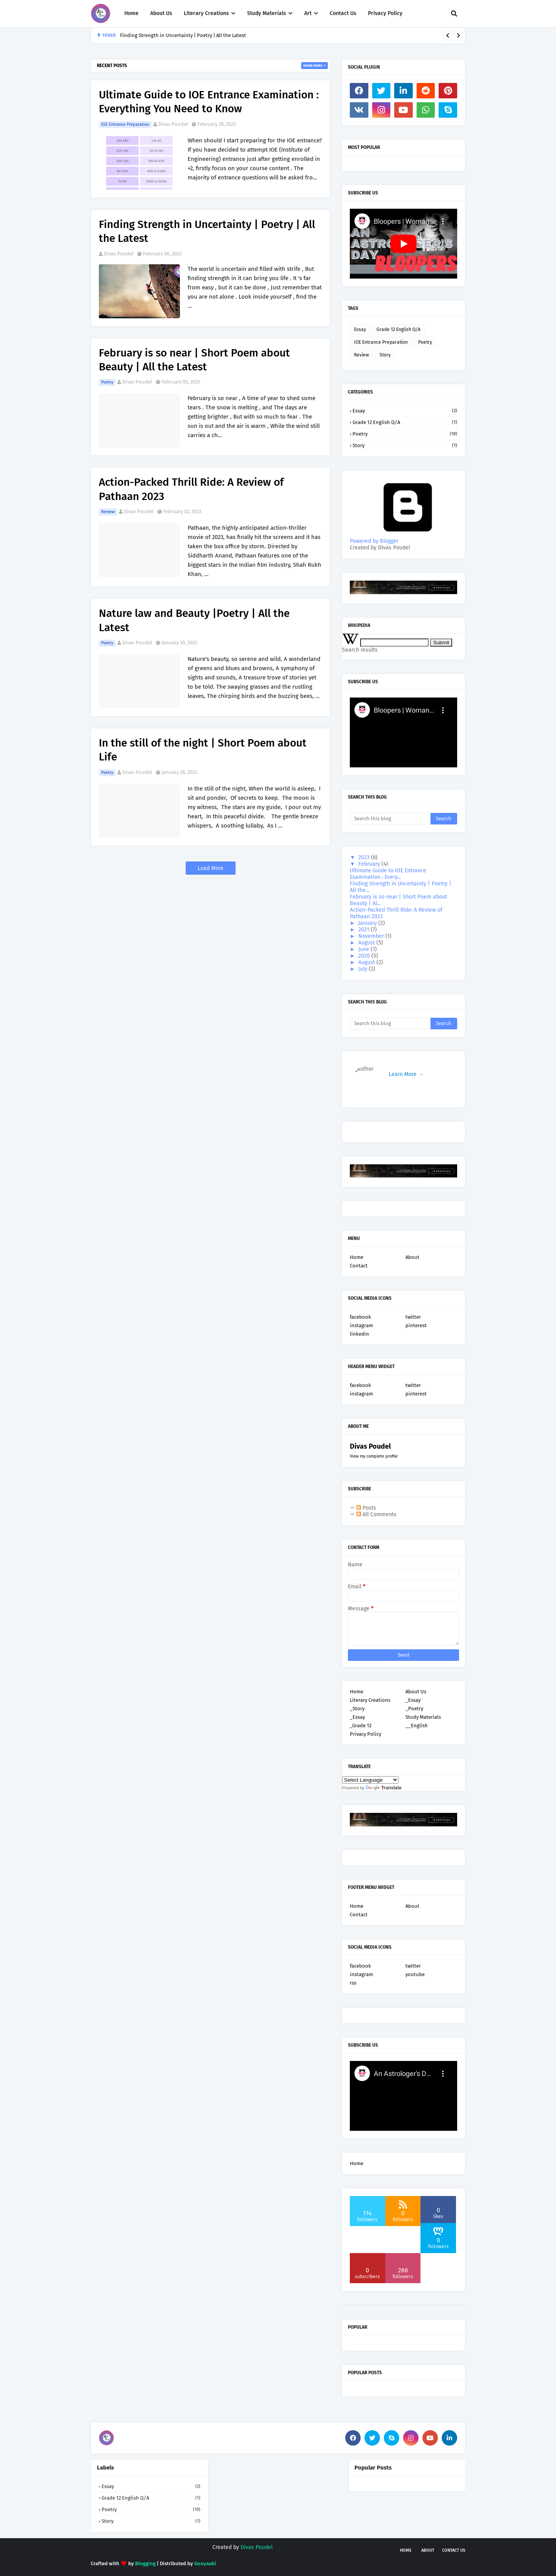 Home
About Us
Literary Creations
Study Materials
Art
Contact Us
Privacy Policy
TICKER
Finding Strength in Uncertainty | Poetry | All the Latest
RECENT POSTS
SHOW MORE
Ultimate Guide to IOE Entrance Examination :
Everything You Need to Know
IOE Entrance Preparation
Divas Poudel
February 28, 2023
When should I start preparing for the IOE entrance?
If you have decided to attempt IOE (Institute of
Engineering) entrance just after getting enrolled in
+2, you can easily do it. The course contain the
majority of entrance questions will be asked fro...
Finding Strength in Uncertainty | Poetry | All
the Latest
Divas Poudel
February 06, 2023
The world is uncertain and filled with strife , But
finding strength in it can bring you life . It 's far
from easy , but it can be done , Just remember that
you are not alone . Look inside yourself , find the
...
February is so near | Short Poem about
Beauty | All the Latest
Poetry
Divas Poudel
February 05, 2023
February is so near , A time of year to shed some
tears . The snow is melting , and The days are
getting brighter , But with so much to fear . The
sun is out and the air is warm , While the wind still
carries a ch...
Action-Packed Thrill Ride: A Review of
Pathaan 2023
Review
Divas Poudel
February 02, 2023
Pathaan, the highly anticipated action-thriller
movie of 2023, has finally hit the screens and it has
taken the box office by storm. Directed by
Siddharth Anand, Pathaan features one of the
biggest stars in the Indian film industry, Shah Rukh
Khan, ...
Nature law and Beauty |Poetry | All the
Latest
Poetry
Divas Poudel
January 30, 2023
Nature's beauty, so serene and wild, A wonderland
of greens and blues and browns, A symphony of
sights and sounds, A treasure trove of stories yet
to be told. The swaying grasses and the rustling
leaves, The chirping birds and the buzzing bees, ...
In the still of the night | Short Poem about
Life
Poetry
Divas Poudel
January 28, 2023
In the still of the night, When the world is asleep, I
sit and ponder, Of secrets to keep. The moon is
my witness, The stars are my guide, I pour out my
heart, In this peaceful divide. The gentle breeze
whispers, A soothing lullaby, As I ...
Load More
SOCIAL PLUGIN
MOST POPULAR
SUBSCRIBE US
Bloopers | Woman...
AN ASTROLOGER'S DAY
BLOOPERS
TAGS
Essay
Grade 12 English Q/A
IOE Entrance Preparation
Poetry
Review
Story
CATEGORIES
Essay (2)
Grade 12 English Q/A (1)
Poetry (10)
Story (1)
Powered by Blogger
Created by Divas Poudel
WIKIPEDIA
Submit
Search results
SUBSCRIBE US
Bloopers | Woman...
SEARCH THIS BLOG
Search this blog
Search
▼ 2023 (6)
▼ February (4)
Ultimate Guide to IOE Entrance
Examination : Every...
Finding Strength in Uncertainty | Poetry |
All the...
February is so near | Short Poem about
Beauty | Al...
Action-Packed Thrill Ride: A Review of
Pathaan 2023
► January (2)
► 2021 (7)
► November (1)
► August (5)
► June (1)
► 2020 (5)
► August (2)
► July (3)
SEARCH THIS BLOG
Search this blog
Search
Learn More →
MENU
Home
About
Contact
SOCIAL MEDIA ICONS
facebook
twitter
instagram
pinterest
linkedin
HEADER MENU WIDGET
facebook
twitter
instagram
pinterest
ABOUT ME
Divas Poudel
View my complete profile
SUBSCRIBE
Posts
All Comments
CONTACT FORM
Name
Email *
Message *
Send
Home
About Us
Literary Creations
_Essay
_Story
_Poetry
_Essay
Study Materials
_Grade 12
__English
Privacy Policy
TRANSLATE
Select Language
Powered by Google Translate
FOOTER MENU WIDGET
Home
About
Contact
SOCIAL MEDIA ICONS
facebook
twitter
instagram
youtube
rss
SUBSCRIBE US
An Astrologer's D...
Home
114
followers
0
followers
0
likes
0
followers
0
subscribers
266
followers
POPULAR
POPULAR POSTS
Labels
Essay (2)
Grade 12 English Q/A (1)
Poetry (10)
Story (1)
Popular Posts
Created by Divas Poudel
HOME
ABOUT
CONTACT US
Crafted with ♥ by Blogging | Distributed by Gooyaabi